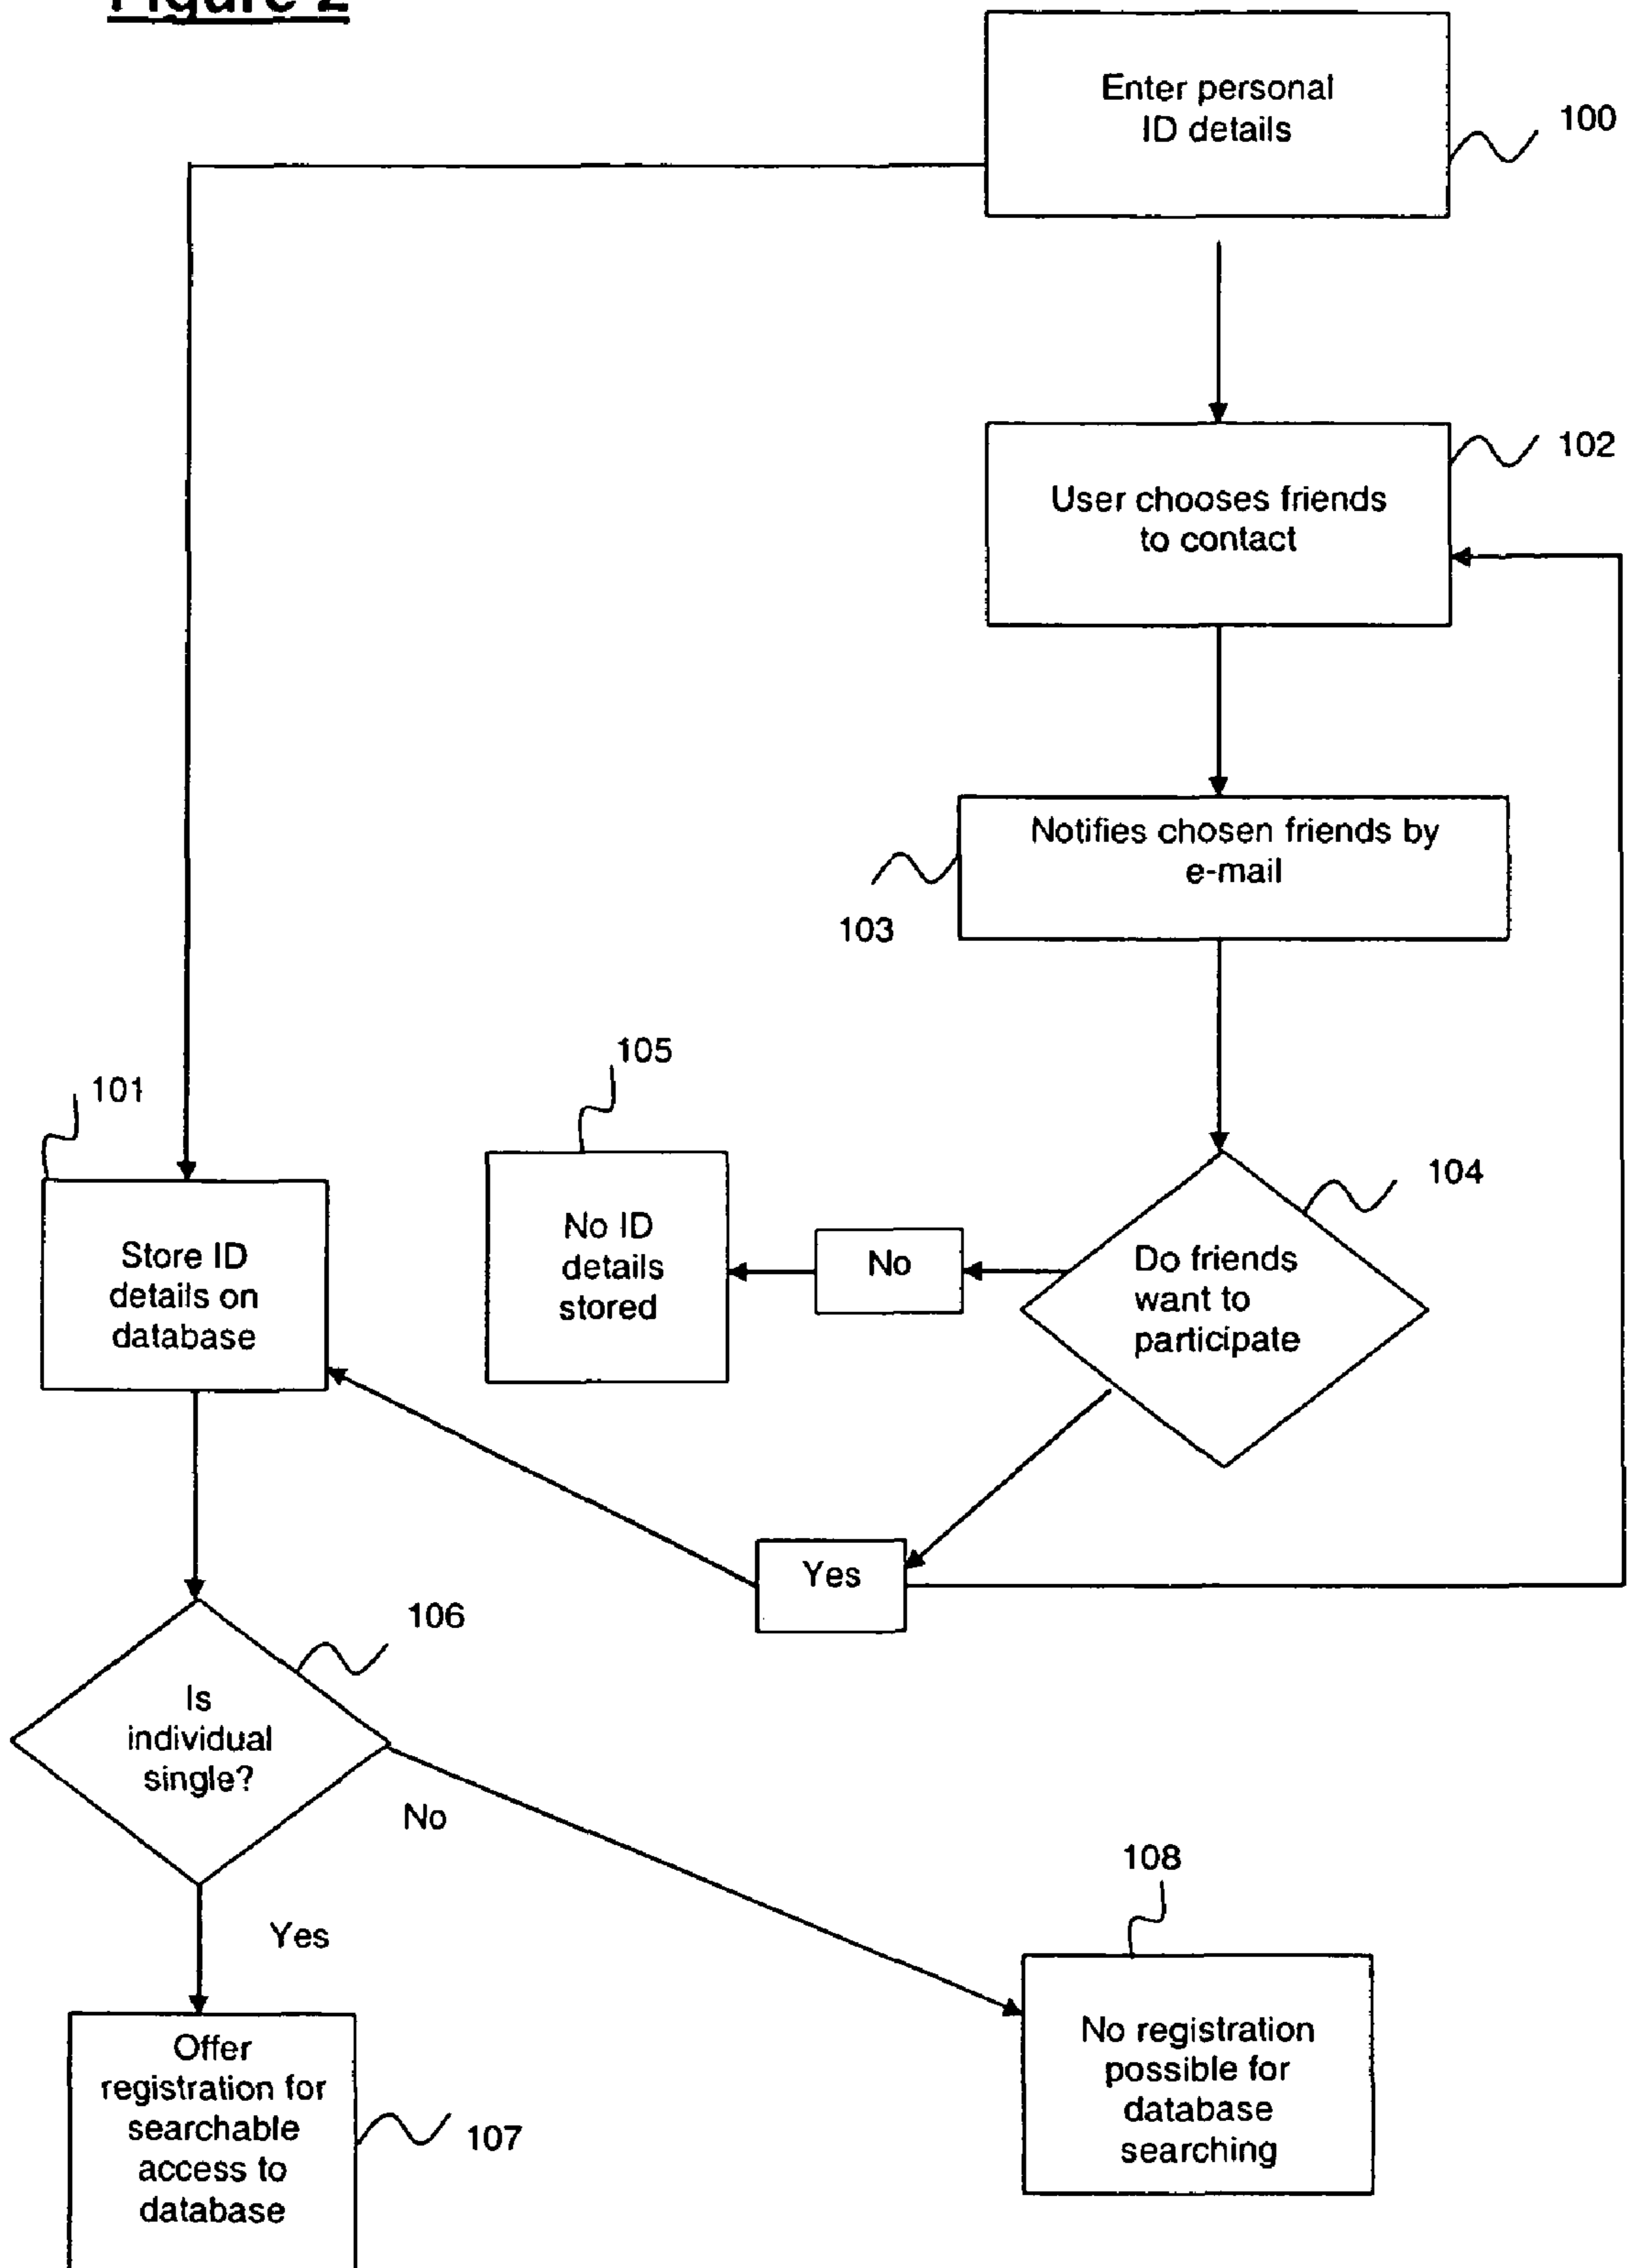 Figure 2
Enter personal
ID details
100
102
User chooses friends
to contact
Notifies chosen friends by
e-mail
103
105
101
104
No ID
details
stored
No
Do friends
want to
participate
Store ID
details on
database
Yes
106
Is
individual
single?
No
108
Yes
No registration
possible for
database
searching
Offer
registration for
searchable
access to
database
107